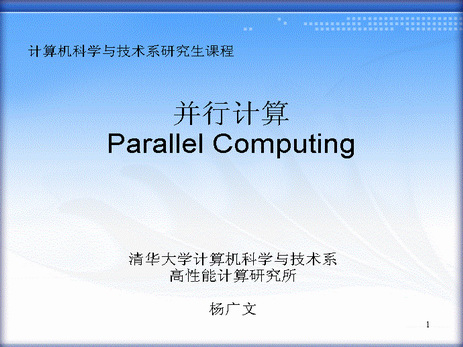 计算机科学与技术系研究生课程
并行计算
Parallel Computing
清华大学计算机科学与技术系
高性能计算研究所
杨广文
1